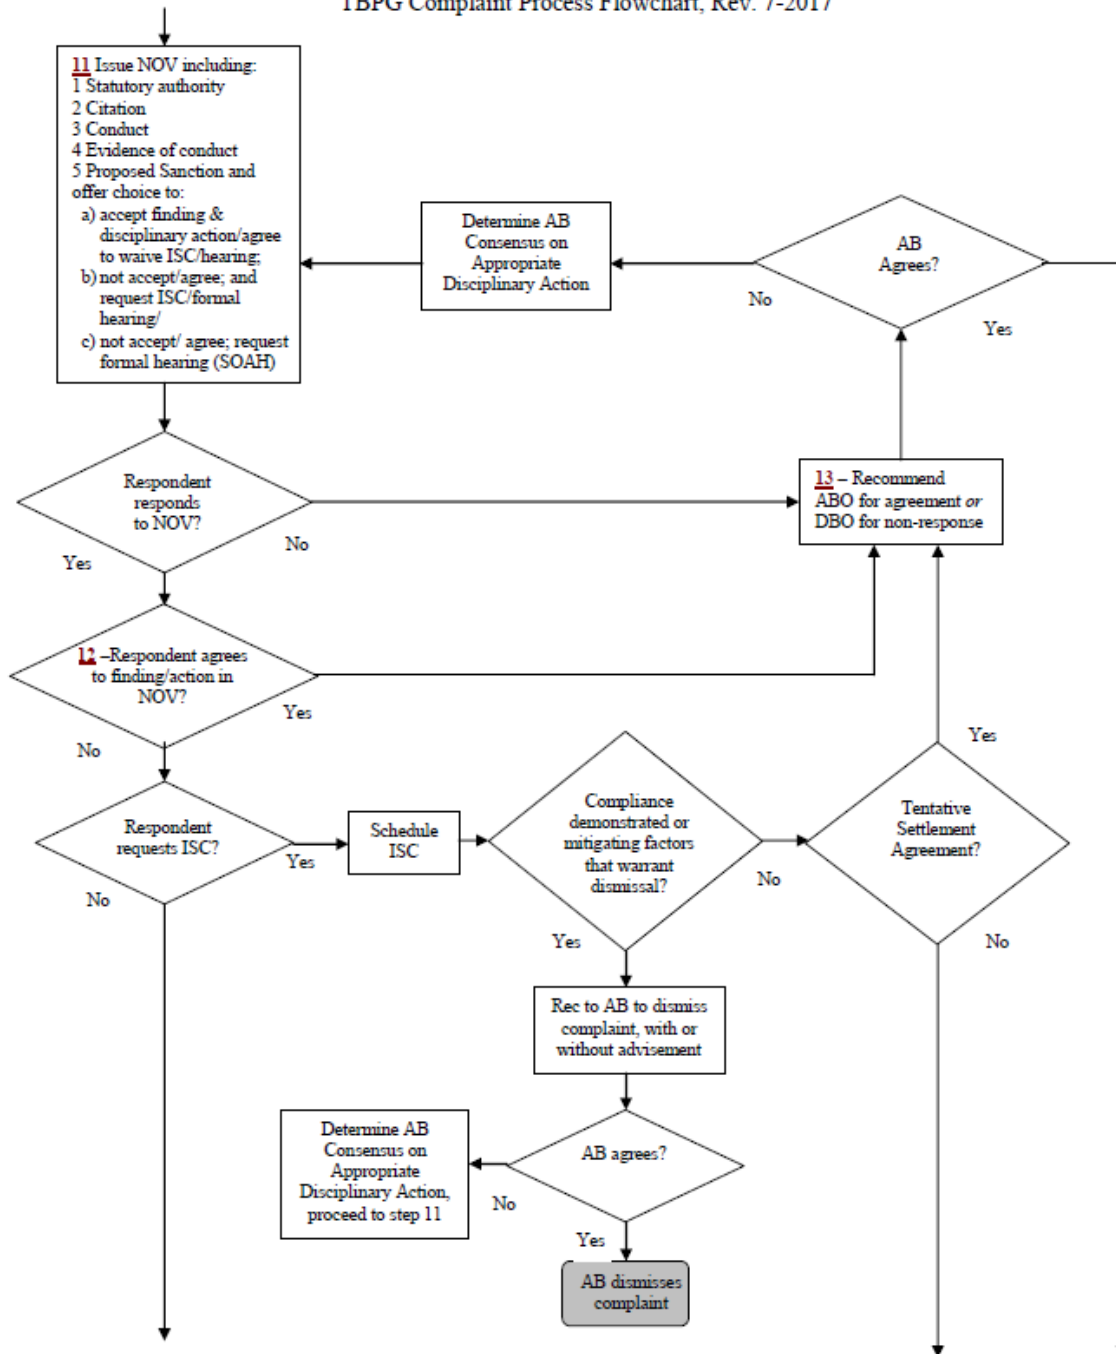 TBPG Complaint Process Flowchart, Rev. 7-2017
11 Issue NOV including:
1 Statutory authority
2 Citation
3 Conduct
4 Evidence of conduct
5 Proposed Sanction and
offer choice to:
a) accept finding &
disciplinary action/agree
to waive ISC/hearing;
b) not accept/agree; and
request ISC/formal
hearing/
c) not accept/ agree; request
formal hearing (SOAH)
Determine AB
Consensus on
Appropriate
Disciplinary Action
AB
Agrees?
No
Yes
Respondent
responds
to NOV?
No
Yes
13 – Recommend
ABO for agreement or
DBO for non-response
12 –Respondent agrees
to finding/action in
NOV?
Yes
No
Respondent
requests ISC?
Yes
No
Schedule
ISC
Compliance
demonstrated or
mitigating factors
that warrant
dismissal?
No
Yes
Tentative
Settlement
Agreement?
Yes
No
Rec to AB to dismiss
complaint, with or
without advisement
AB agrees?
No
Yes
Determine AB
Consensus on
Appropriate
Disciplinary Action,
proceed to step 11
AB dismisses
complaint